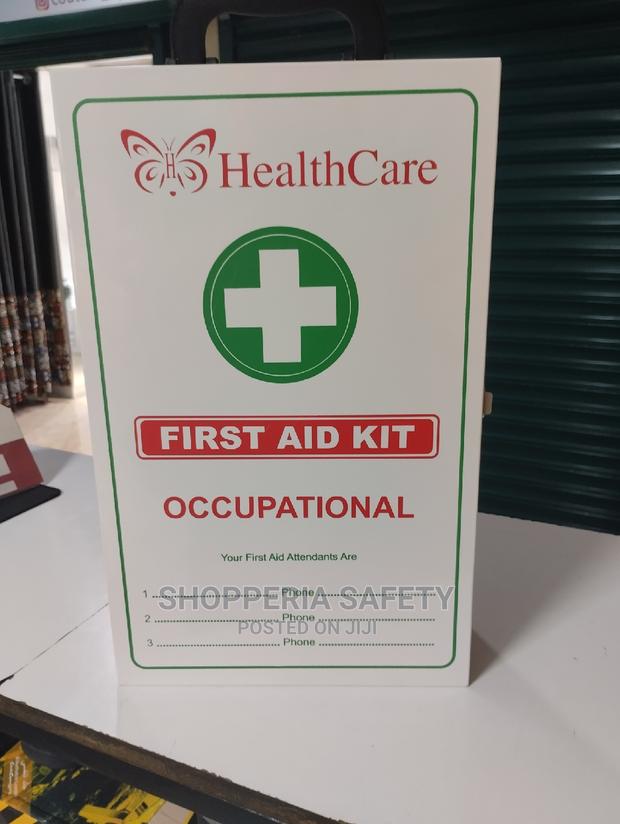 HealthCare
FIRST AID KIT
OCCUPATIONAL
Your First Aid Attendants Are
1 ........................................ Phone ......................................
2 ........................................ Phone ......................................
3 ........................................ Phone ......................................
SHOPPERIA SAFETY
POSTED ON JIJI